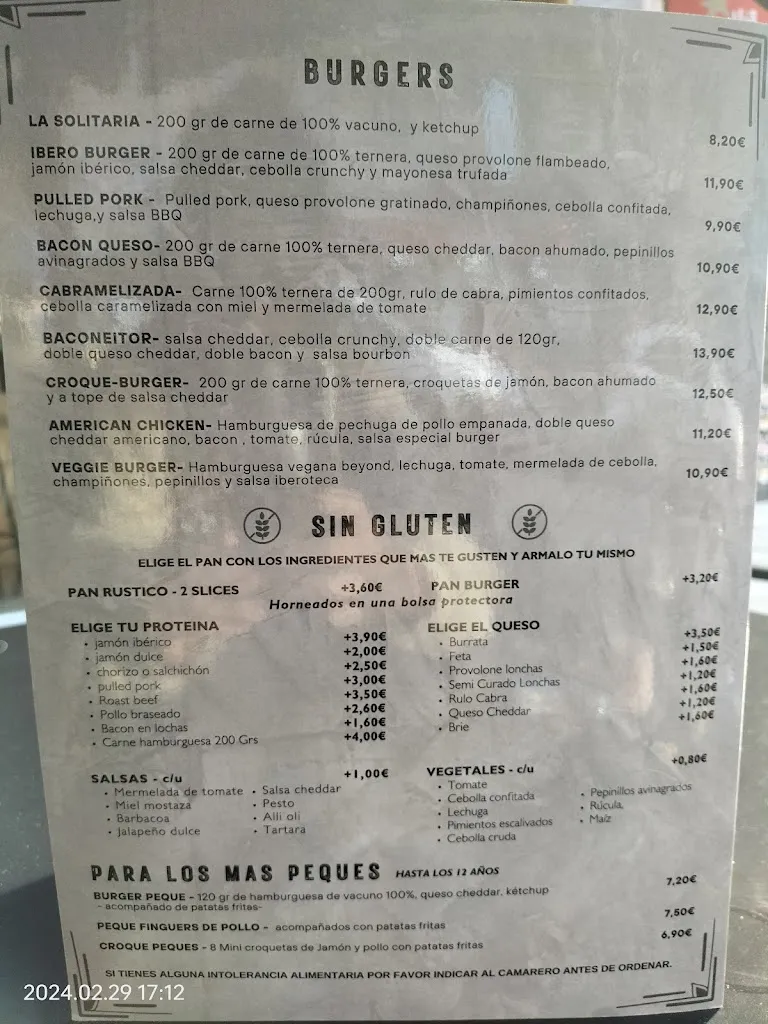 BURGERS
LA SOLITARIA - 200 gr de carne de 100% vacuno, y ketchup
8,20€
IBERO BURGER - 200 gr de carne de 100% ternera, queso provolone flambeado,
jamón ibérico, salsa cheddar, cebolla crunchy y mayonesa trufada
11,90€
PULLED PORK - Pulled pork, queso provolone gratinado, champiñones, cebolla confitada,
lechuga,y salsa BBQ
9,90€
BACON QUESO- 200 gr de carne 100% ternera, queso cheddar, bacon ahumado, pepinillos
avinagrados y salsa BBQ
10,90€
CABRAMELIZADA- Carne 100% ternera de 200gr, rulo de cabra, pimientos confitados,
cebolla caramelizada con miel y mermelada de tomate
12,90€
BACONEITOR- salsa cheddar, cebolla crunchy, doble carne de 120gr,
doble queso cheddar, doble bacon y salsa bourbon
13,90€
CROQUE-BURGER- 200 gr de carne 100% ternera, croquetas de jamón, bacon ahumado
y a tope de salsa cheddar
12,50€
AMERICAN CHICKEN- Hamburguesa de pechuga de pollo empanada, doble queso
cheddar americano, bacon , tomate, rúcula, salsa especial burger
11,20€
VEGGIE BURGER- Hamburguesa vegana beyond, lechuga, tomate, mermelada de cebolla,
champiñones, pepinillos y salsa iberoteca
10,90€
SIN GLUTEN
ELIGE EL PAN CON LOS INGREDIENTES QUE MAS TE GUSTEN Y ARMALO TU MISMO
PAN RUSTICO - 2 SLICES +3,60€
PAN BURGER +3,20€
Horneados en una bolsa protectora
ELIGE TU PROTEINA
• jamón ibérico +3,90€
• jamón dulce +2,00€
• chorizo o salchichón +2,50€
• pulled pork +3,00€
• Roast beef +3,50€
• Pollo braseado +2,60€
• Bacon en lochas +1,60€
• Carne hamburguesa 200 Grs +4,00€
ELIGE EL QUESO
• Burrata +3,50€
• Feta +1,50€
• Provolone lonchas +1,60€
• Semi Curado Lonchas +1,20€
• Rulo Cabra +1,60€
• Queso Cheddar +1,20€
• Brie +1,60€
SALSAS - c/u +1,00€
• Mermelada de tomate
• Miel mostaza
• Barbacoa
• Jalapeño dulce
• Salsa cheddar
• Pesto
• Alli oli
• Tartara
VEGETALES - c/u +0,80€
• Tomate
• Cebolla confitada
• Lechuga
• Pimientos escalivados
• Cebolla cruda
• Pepinillos avinagrados
• Rúcula,
• Maíz
PARA LOS MAS PEQUES HASTA LOS 12 AÑOS
BURGER PEQUE - 120 gr de hamburguesa de vacuno 100%, queso cheddar, kétchup
- acompañado de patatas fritas-
7,20€
PEQUE FINGUERS DE POLLO - acompañados con patatas fritas
7,50€
CROQUE PEQUES - 8 Mini croquetas de Jamón y pollo con patatas fritas
6,90€
SI TIENES ALGUNA INTOLERANCIA ALIMENTARIA POR FAVOR INDICAR AL CAMARERO ANTES DE ORDENAR.
2024.02.29 17:12